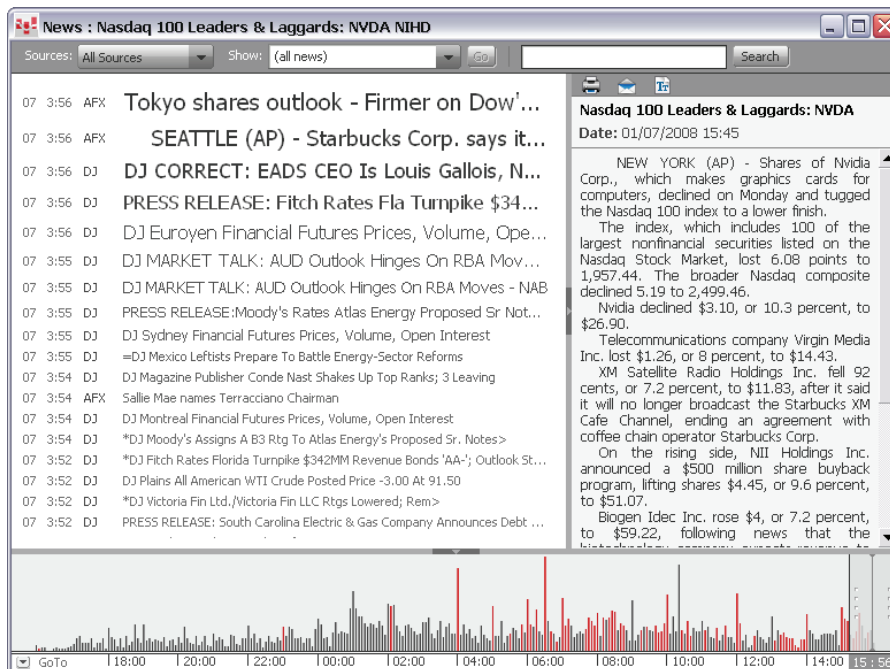 News : Nasdaq 100 Leaders & Laggards: NVDA NIHD
Sources: All Sources Show: (all news) Go Search
07 3:56 AFX Tokyo shares outlook - Firmer on Dow'...
07 3:56 AFX SEATTLE (AP) - Starbucks Corp. says it...
07 3:56 DJ DJ CORRECT: EADS CEO Is Louis Gallois, N...
07 3:56 DJ PRESS RELEASE: Fitch Rates Fla Turnpike $34...
07 3:56 DJ DJ Euroyen Financial Futures Prices, Volume, Ope...
07 3:55 DJ DJ MARKET TALK: AUD Outlook Hinges On RBA Mov...
07 3:55 DJ DJ MARKET TALK: AUD Outlook Hinges On RBA Moves - NAB
07 3:55 DJ PRESS RELEASE:Moody's Rates Atlas Energy Proposed Sr Not...
07 3:55 DJ DJ Sydney Financial Futures Prices, Volume, Open Interest
07 3:55 DJ =DJ Mexico Leftists Prepare To Battle Energy-Sector Reforms
07 3:54 DJ DJ Magazine Publisher Conde Nast Shakes Up Top Ranks; 3 Leaving
07 3:54 AFX Sallie Mae names Terracciano Chairman
07 3:54 DJ DJ Montreal Financial Futures Prices, Volume, Open Interest
07 3:54 DJ *DJ Moody's Assigns A B3 Rtg To Atlas Energy's Proposed Sr. Notes>
07 3:52 DJ *DJ Fitch Rates Florida Turnpike $342MM Revenue Bonds 'AA-'; Outlook St...
07 3:52 DJ DJ Plains All American WTI Crude Posted Price -3.00 At 91.50
07 3:52 DJ *DJ Victoria Fin Ltd./Victoria Fin LLC Rtgs Lowered; Rem>
07 3:52 DJ PRESS RELEASE: South Carolina Electric & Gas Company Announces Debt ...
Nasdaq 100 Leaders & Laggards: NVDA
Date: 01/07/2008 15:45
NEW YORK (AP) - Shares of Nvidia
Corp., which makes graphics cards for
computers, declined on Monday and tugged
the Nasdaq 100 index to a lower finish.
The index, which includes 100 of the
largest nonfinancial securities listed on the
Nasdaq Stock Market, lost 6.08 points to
1,957.44. The broader Nasdaq composite
declined 5.19 to 2,499.46.
Nvidia declined $3.10, or 10.3 percent, to
$26.90.
Telecommunications company Virgin Media
Inc. lost $1.26, or 8 percent, to $14.43.
XM Satellite Radio Holdings Inc. fell 92
cents, or 7.2 percent, to $11.83, after it said
it will no longer broadcast the Starbucks XM
Cafe Channel, ending an agreement with
coffee chain operator Starbucks Corp.
On the rising side, NII Holdings Inc.
announced a $500 million share buyback
program, lifting shares $4.45, or 9.6 percent,
to $51.07.
Biogen Idec Inc. rose $4, or 7.2 percent,
to $59.22, following news that the
GoTo 18:00 20:00 22:00 00:00 02:00 04:00 06:00 08:00 10:00 12:00 14:00